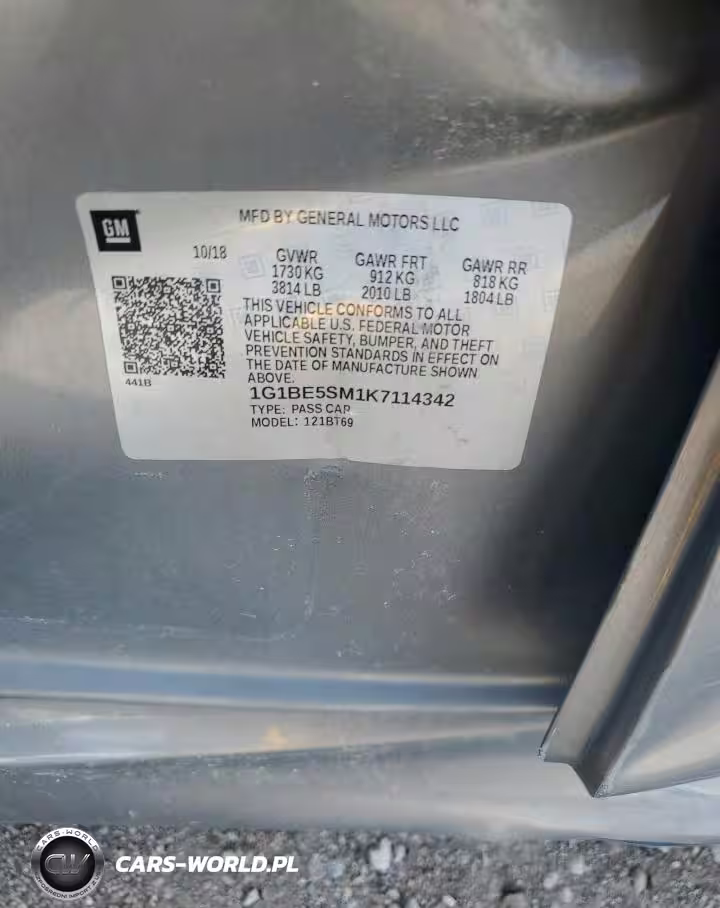 GM
MFD BY GENERAL MOTORS LLC
10/18
GVWR
1730 KG
3814 LB
GAWR FRT
912 KG
2010 LB
GAWR RR
818 KG
1804 LB
THIS VEHICLE CONFORMS TO ALL
APPLICABLE U.S. FEDERAL MOTOR
VEHICLE SAFETY, BUMPER, AND THEFT
PREVENTION STANDARDS IN EFFECT ON
THE DATE OF MANUFACTURE SHOWN
ABOVE.
441B
1G1BE5SM1K7114342
TYPE: PASS CAR
MODEL: 121BT69
CARS-WORLD
CW
CARS-WORLD.PL